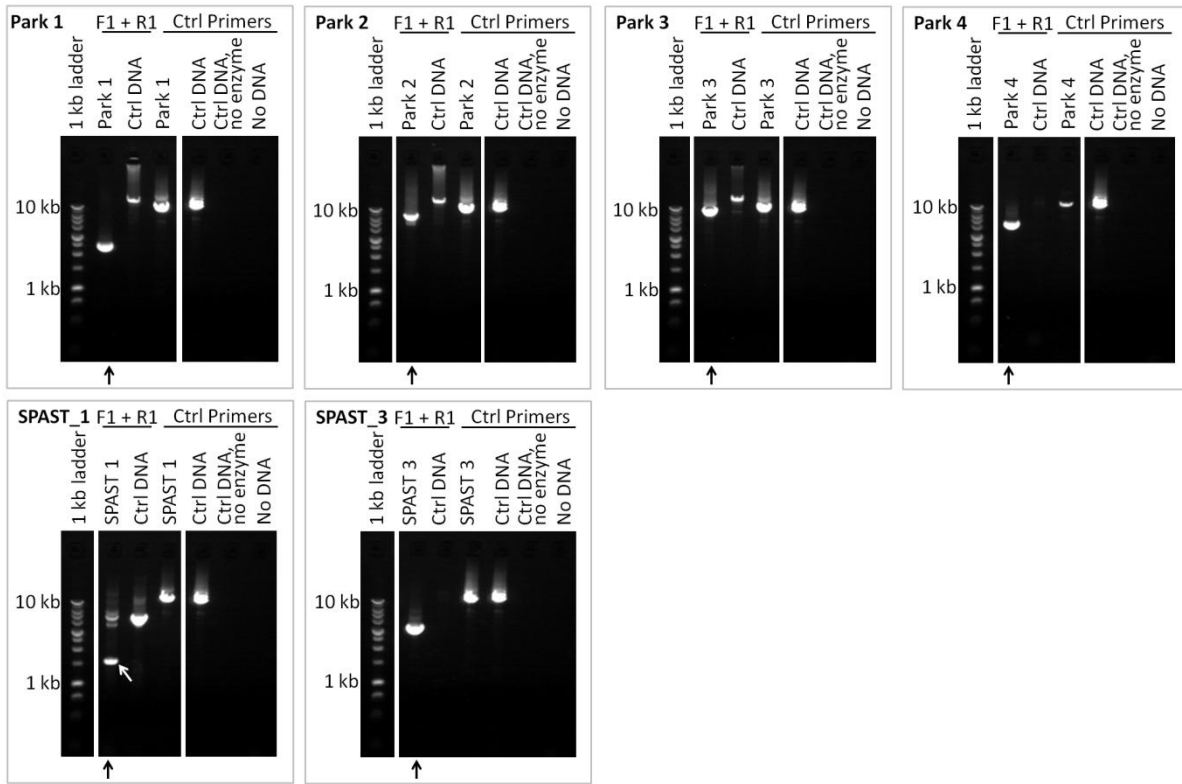 Park 1
F1 + R1 Ctrl Primers
1 kb ladder
Park 1
Ctrl DNA
Park 1
Ctrl DNA
Ctrl DNA,
no enzyme
No DNA
10 kb
1 kb
Park 2
F1 + R1 Ctrl Primers
1 kb ladder
Park 2
Ctrl DNA
Park 2
Ctrl DNA
Ctrl DNA,
no enzyme
No DNA
10 kb
1 kb
Park 3
F1 + R1 Ctrl Primers
1 kb ladder
Park 3
Ctrl DNA
Park 3
Ctrl DNA
Ctrl DNA,
no enzyme
No DNA
10 kb
1 kb
Park 4
F1 + R1 Ctrl Primers
1 kb ladder
Park 4
Ctrl DNA
Park 4
Ctrl DNA
Ctrl DNA,
no enzyme
No DNA
10 kb
1 kb
SPAST_1
F1 + R1 Ctrl Primers
1 kb ladder
SPAST 1
Ctrl DNA
SPAST 1
Ctrl DNA
Ctrl DNA,
no enzyme
No DNA
10 kb
1 kb
SPAST_3
F1 + R1 Ctrl Primers
1 kb ladder
SPAST 3
Ctrl DNA
SPAST 3
Ctrl DNA
Ctrl DNA,
no enzyme
No DNA
10 kb
1 kb